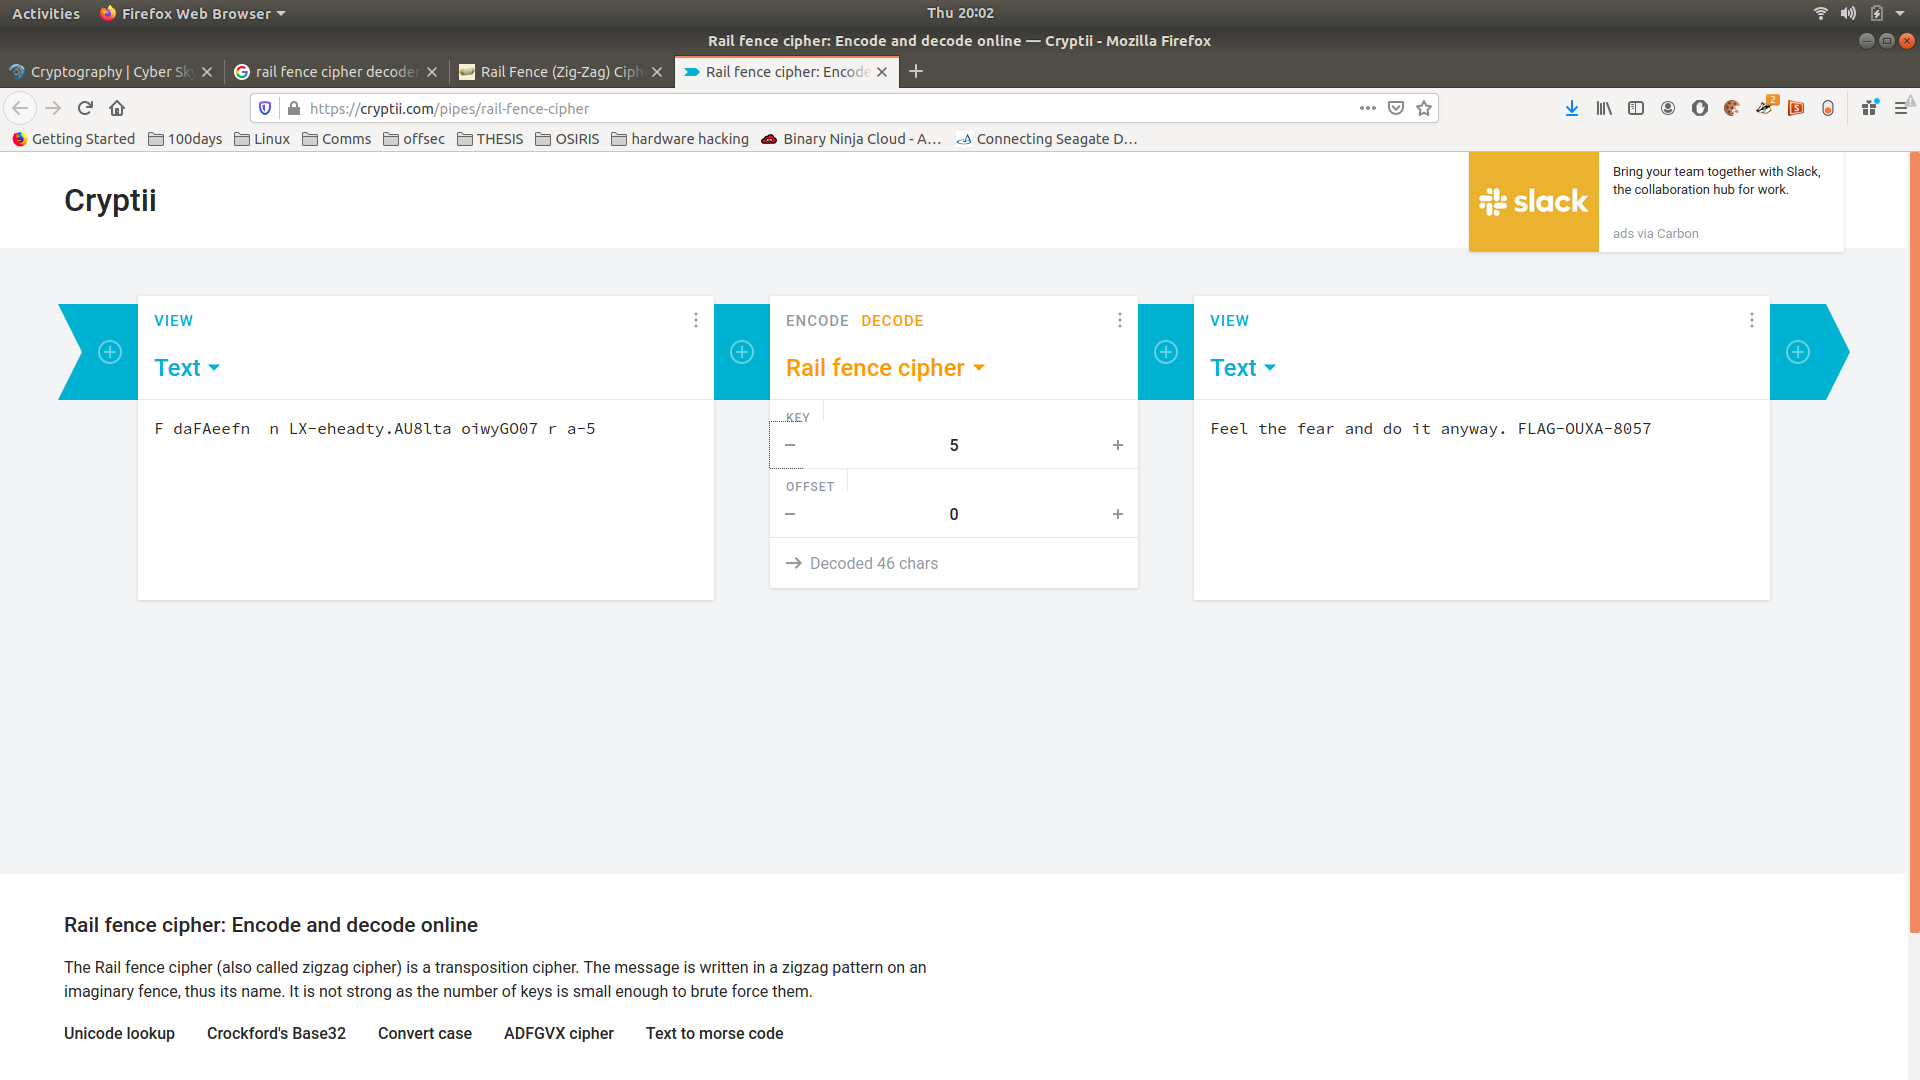 Activities Firefox Web Browser Thu 20:02
Rail fence cipher: Encode and decode online — Cryptii - Mozilla Firefox
Cryptography | Cyber Sk rail fence cipher decoder Rail Fence (Zig-Zag) Ciph Rail fence cipher: Encode
https://cryptii.com/pipes/rail-fence-cipher 2
Getting Started 100days Linux Comms offsec THESIS OSIRIS hardware hacking Binary Ninja Cloud - A... Connecting Seagate D...
Cryptii
slack
Bring your team together with Slack,
the collaboration hub for work.
ads via Carbon
VIEW
Text
F daFAeefn  n LX-eheadty.AU8lta oiwyGO07 r a-5
ENCODE DECODE
Rail fence cipher
KEY
5
OFFSET
0
Decoded 46 chars
VIEW
Text
Feel the fear and do it anyway. FLAG-OUXA-8057
Rail fence cipher: Encode and decode online
The Rail fence cipher (also called zigzag cipher) is a transposition cipher. The message is written in a zigzag pattern on an
imaginary fence, thus its name. It is not strong as the number of keys is small enough to brute force them.
Unicode lookup Crockford's Base32 Convert case ADFGVX cipher Text to morse code